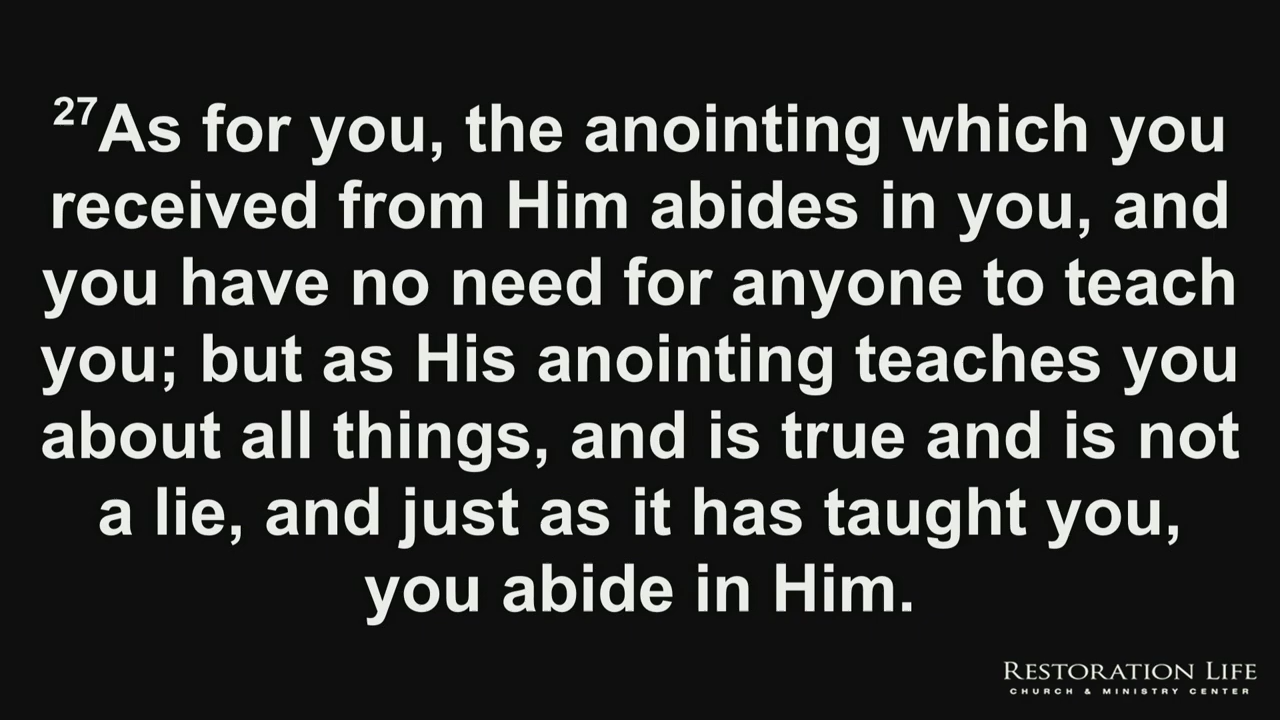 27As for you, the anointing which you
received from Him abides in you, and
you have no need for anyone to teach
you; but as His anointing teaches you
about all things, and is true and is not
a lie, and just as it has taught you,
you abide in Him.
RESTORATION LIFE
CHURCH & MINISTRY CENTER